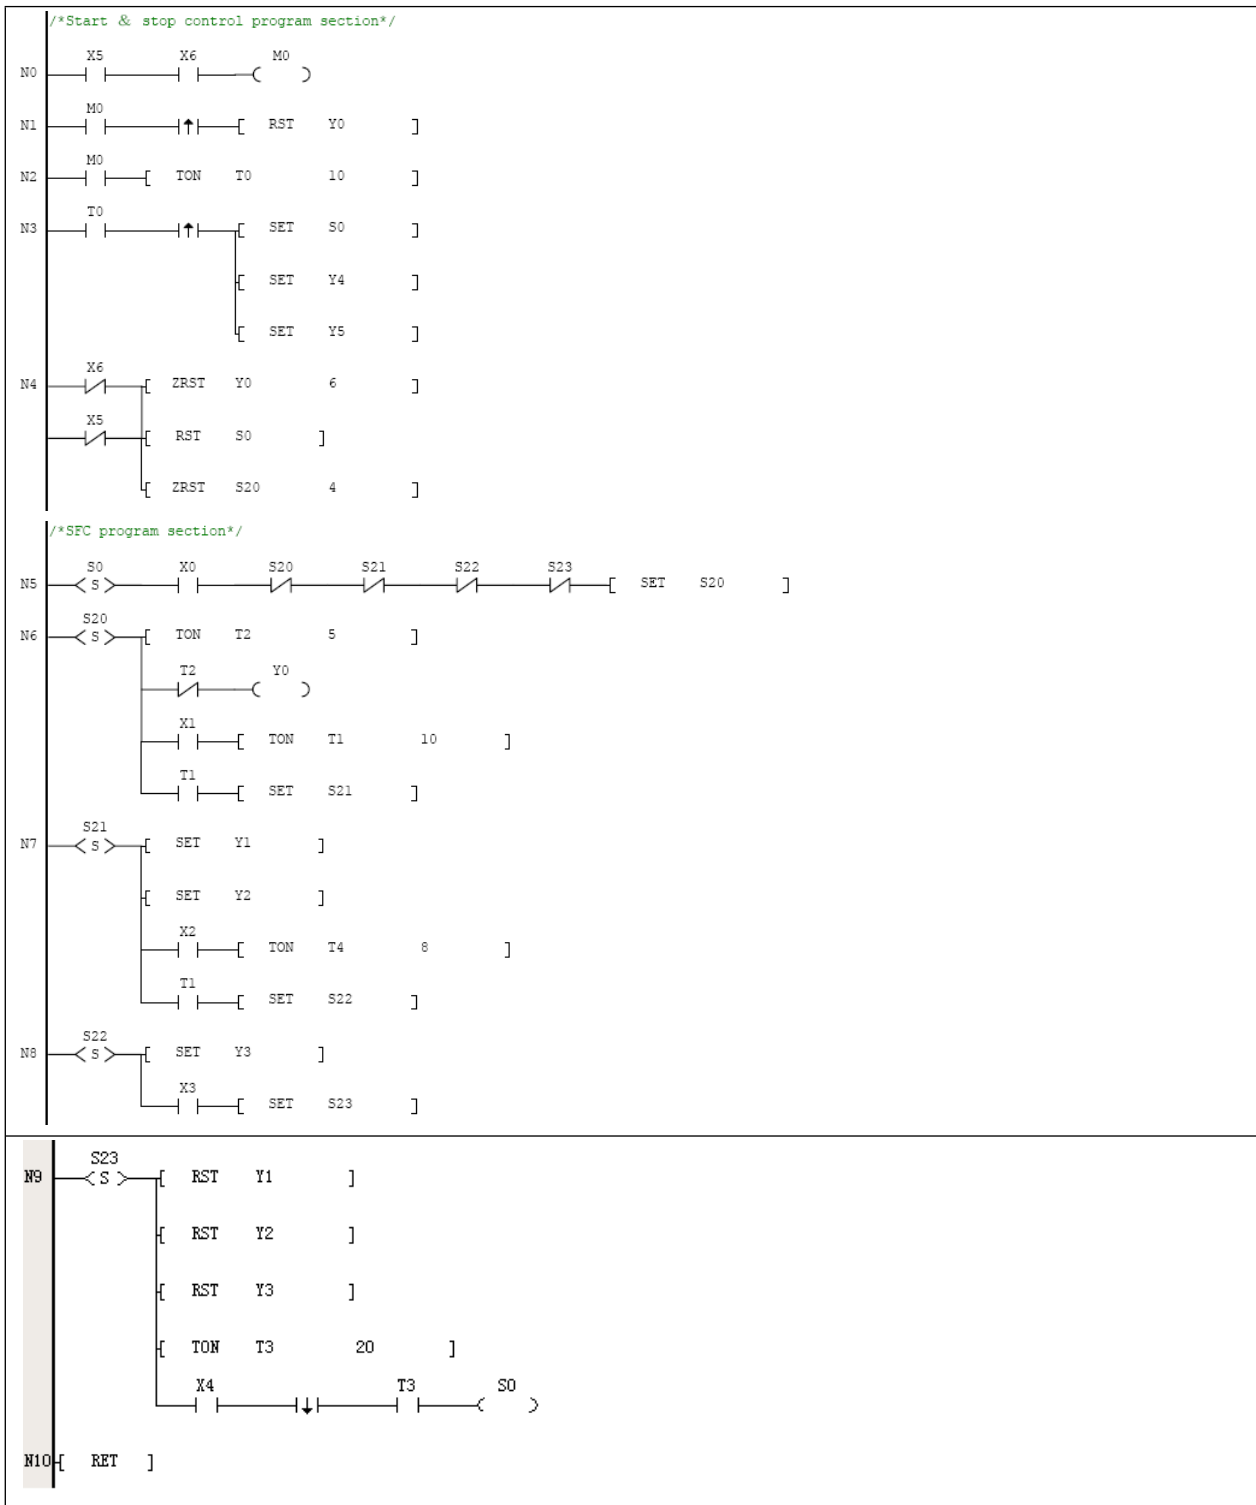 /*Start & stop control program section*/
X5 X6 M0
N0
M0
N1 RST Y0
M0
N2 TON T0 10
T0
N3 SET S0
SET Y4
SET Y5
X6
N4 ZRST Y0 6
X5
RST S0
ZRST S20 4
/*SFC program section*/
S0 X0 S20 S21 S22 S23
N5 S SET S20
S20
N6 S TON T2 5
T2 Y0
X1
TON T1 10
T1
SET S21
S21
N7 S SET Y1
SET Y2
X2
TON T4 8
T1
SET S22
S22
N8 S SET Y3
X3
SET S23
S23
N9 S RST Y1
RST Y2
RST Y3
TON T3 20
X4 T3 S0
N10 RET